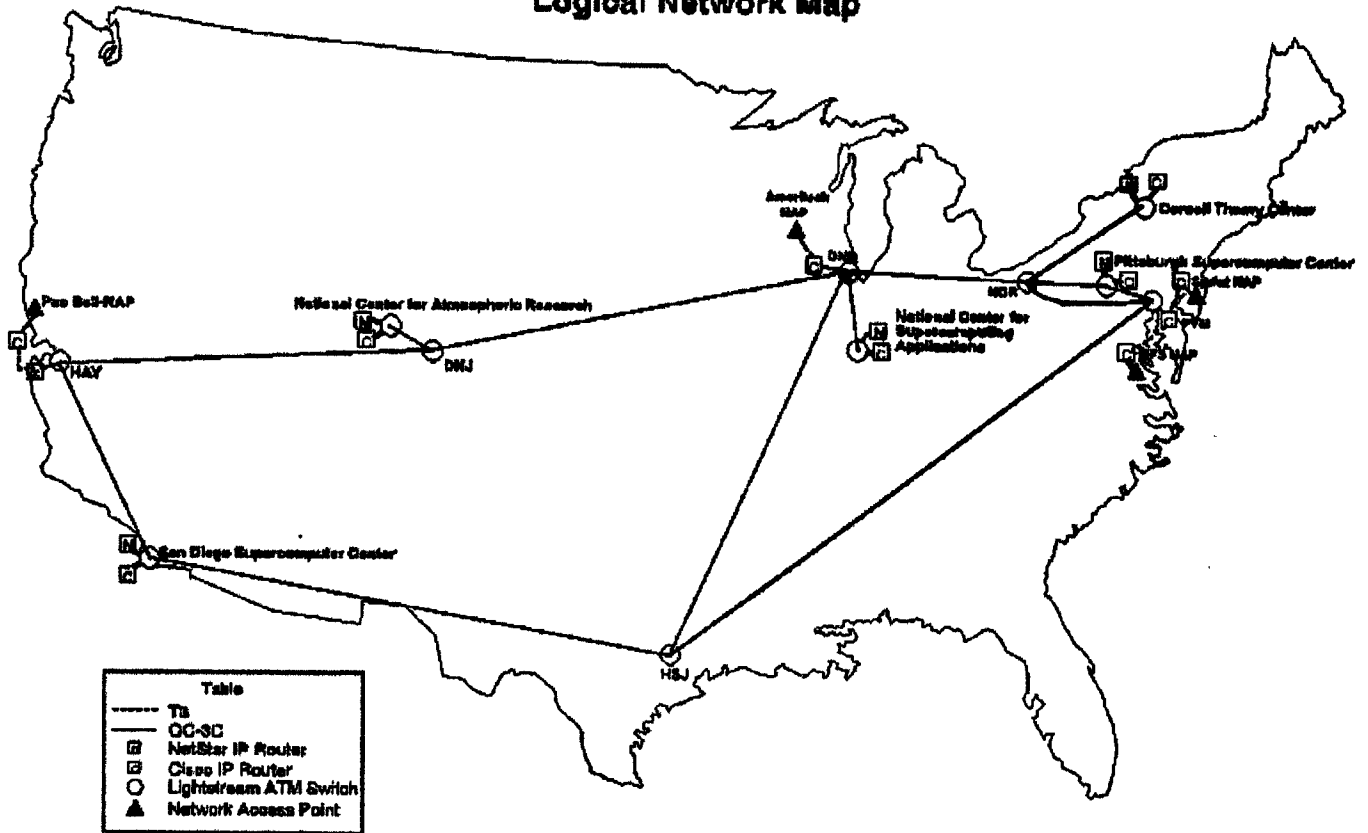 Logical Network Map
Ameritech
NAP
Cornell Theory Center
Pittsburgh Supercomputer Center
Sprint NAP
NOR
Pac Bell NAP
National Center for Atmospheric Research
National Center for
Supercomputing
Applications
NAP
HAY
DNJ
San Diego Supercomputer Center
HSJ
Table
T3
OC-3C
NetStar IP Router
Cisco IP Router
Lightstream ATM Switch
Network Access Point
N
C